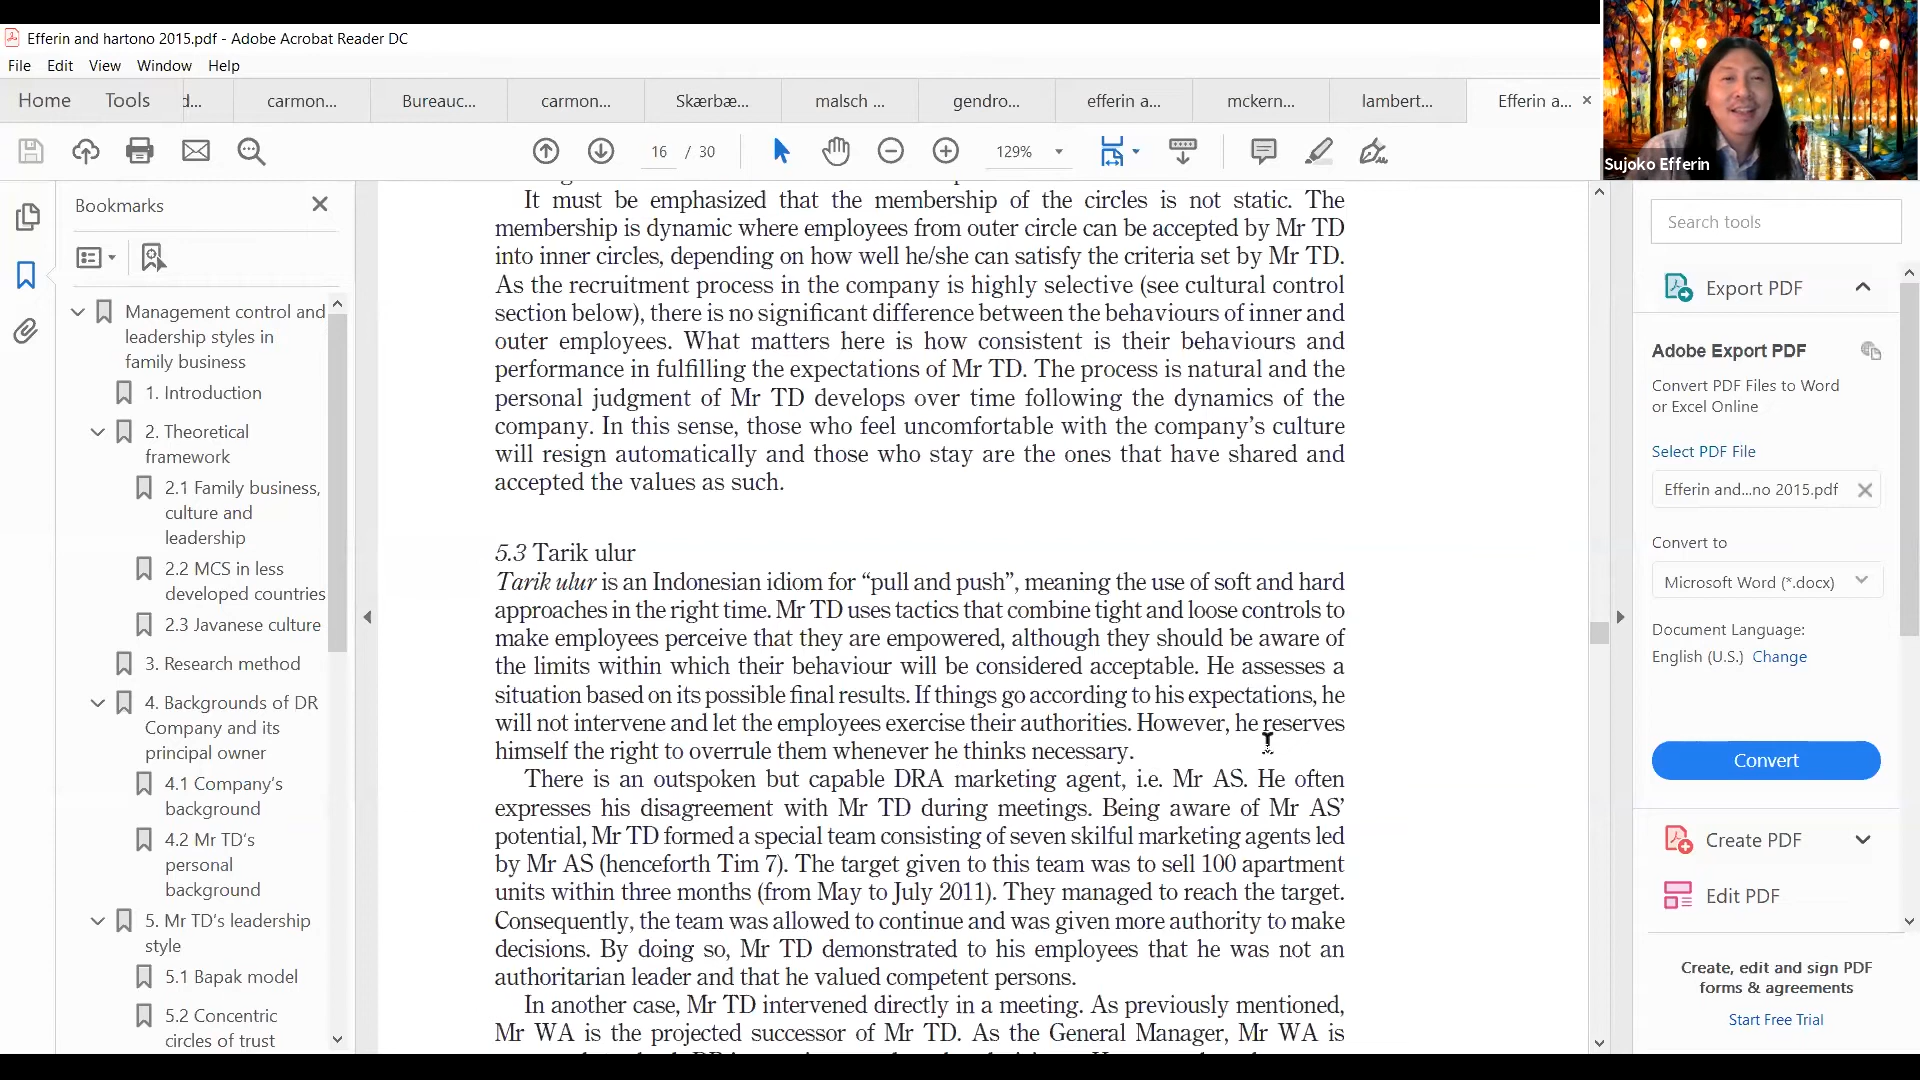 Efferin and hartono 2015.pdf - Adobe Acrobat Reader DC
File Edit View Window Help
Home Tools d... carmon... Bureauc... carmon... Skærbæ... malsch ... gendro... efferin a... mckern... lambert... Efferin a...
16 / 30 129%
Sujoko Efferin
Bookmarks
Management control and
leadership styles in
family business
1. Introduction
2. Theoretical
framework
2.1 Family business,
culture and
leadership
2.2 MCS in less
developed countries
2.3 Javanese culture
3. Research method
4. Backgrounds of DR
Company and its
principal owner
4.1 Company's
background
4.2 Mr TD's
personal
background
5. Mr TD's leadership
style
5.1 Bapak model
5.2 Concentric
circles of trust
It must be emphasized that the membership of the circles is not static. The
membership is dynamic where employees from outer circle can be accepted by Mr TD
into inner circles, depending on how well he/she can satisfy the criteria set by Mr TD.
As the recruitment process in the company is highly selective (see cultural control
section below), there is no significant difference between the behaviours of inner and
outer employees. What matters here is how consistent is their behaviours and
performance in fulfilling the expectations of Mr TD. The process is natural and the
personal judgment of Mr TD develops over time following the dynamics of the
company. In this sense, those who feel uncomfortable with the company's culture
will resign automatically and those who stay are the ones that have shared and
accepted the values as such.
5.3 Tarik ulur
Tarik ulur is an Indonesian idiom for "pull and push", meaning the use of soft and hard
approaches in the right time. Mr TD uses tactics that combine tight and loose controls to
make employees perceive that they are empowered, although they should be aware of
the limits within which their behaviour will be considered acceptable. He assesses a
situation based on its possible final results. If things go according to his expectations, he
will not intervene and let the employees exercise their authorities. However, he reserves
himself the right to overrule them whenever he thinks necessary.
There is an outspoken but capable DRA marketing agent, i.e. Mr AS. He often
expresses his disagreement with Mr TD during meetings. Being aware of Mr AS'
potential, Mr TD formed a special team consisting of seven skilful marketing agents led
by Mr AS (henceforth Tim 7). The target given to this team was to sell 100 apartment
units within three months (from May to July 2011). They managed to reach the target.
Consequently, the team was allowed to continue and was given more authority to make
decisions. By doing so, Mr TD demonstrated to his employees that he was not an
authoritarian leader and that he valued competent persons.
In another case, Mr TD intervened directly in a meeting. As previously mentioned,
Mr WA is the projected successor of Mr TD. As the General Manager, Mr WA is
Search tools
Export PDF
Adobe Export PDF
Convert PDF Files to Word
or Excel Online
Select PDF File
Efferin and...no 2015.pdf
Convert to
Microsoft Word (*.docx)
Document Language:
English (U.S.) Change
Convert
Create PDF
Edit PDF
Create, edit and sign PDF
forms & agreements
Start Free Trial